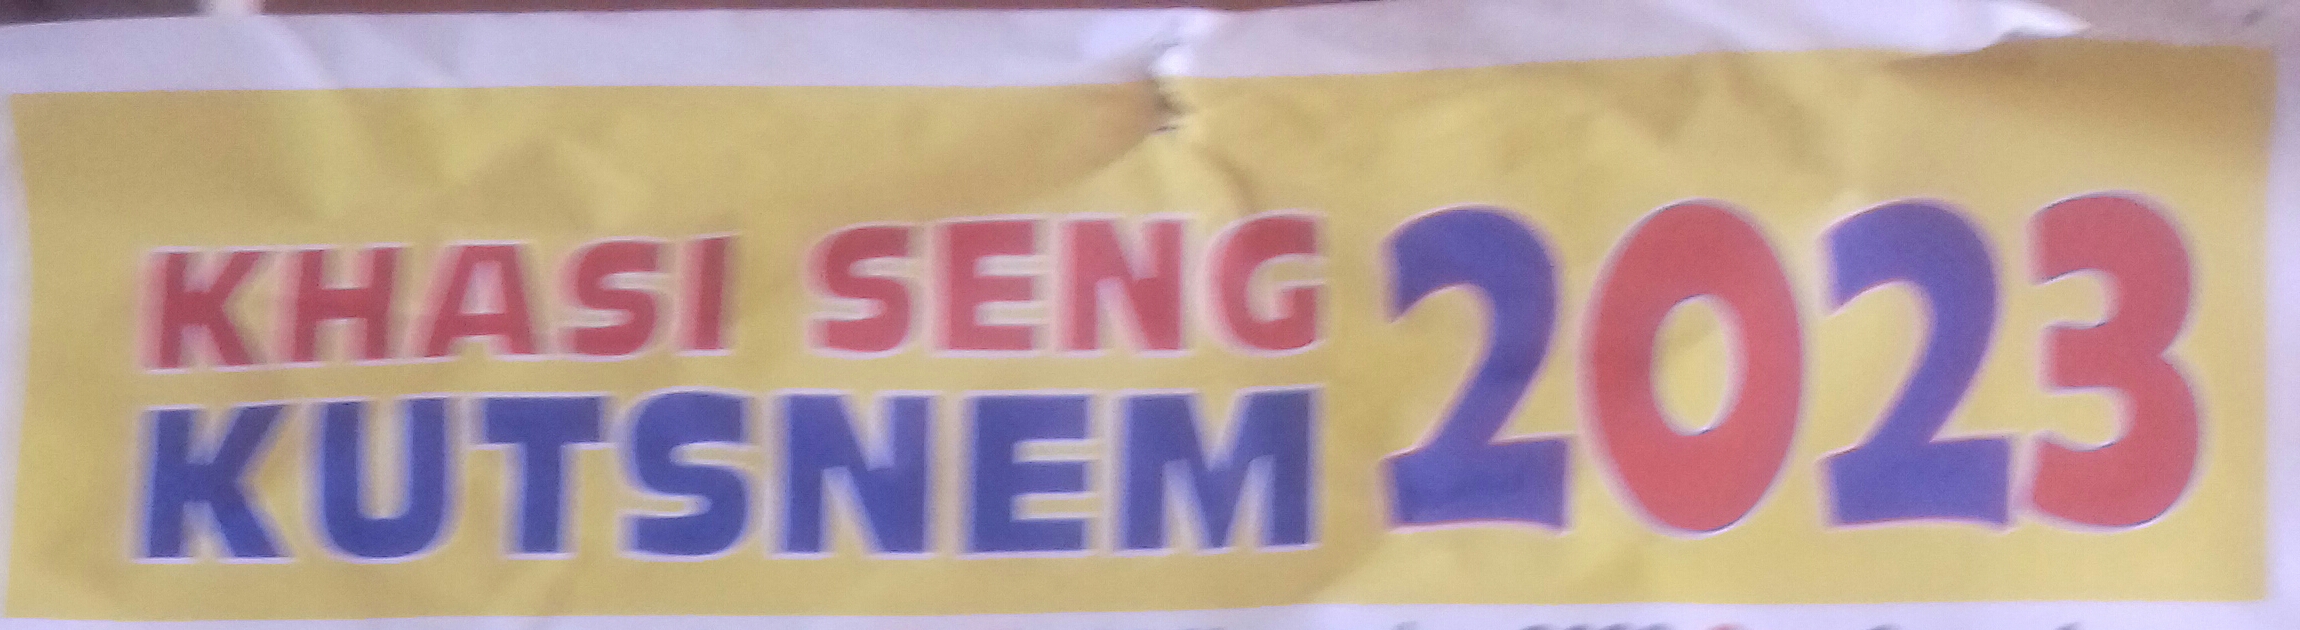 KHASI SENG
KUTSNEM 2023